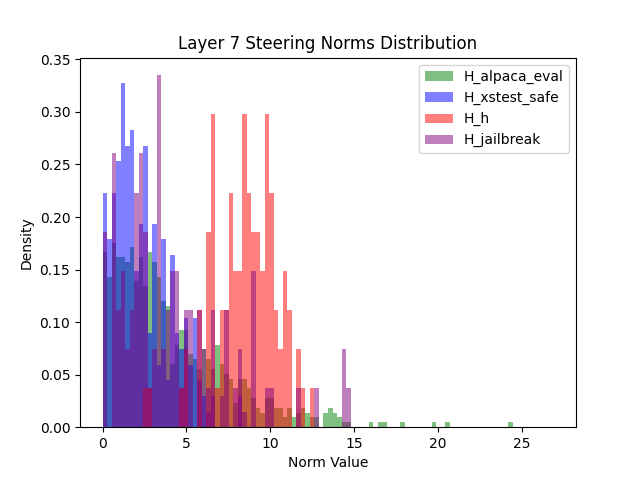 Layer 7 Steering Norms Distribution
H_alpaca_eval
H_xstest_safe
H_h
H_jailbreak
0.35
0.30
0.25
0.20
0.15
0.10
0.05
0.00
Density
0 5 10 15 20 25
Norm Value